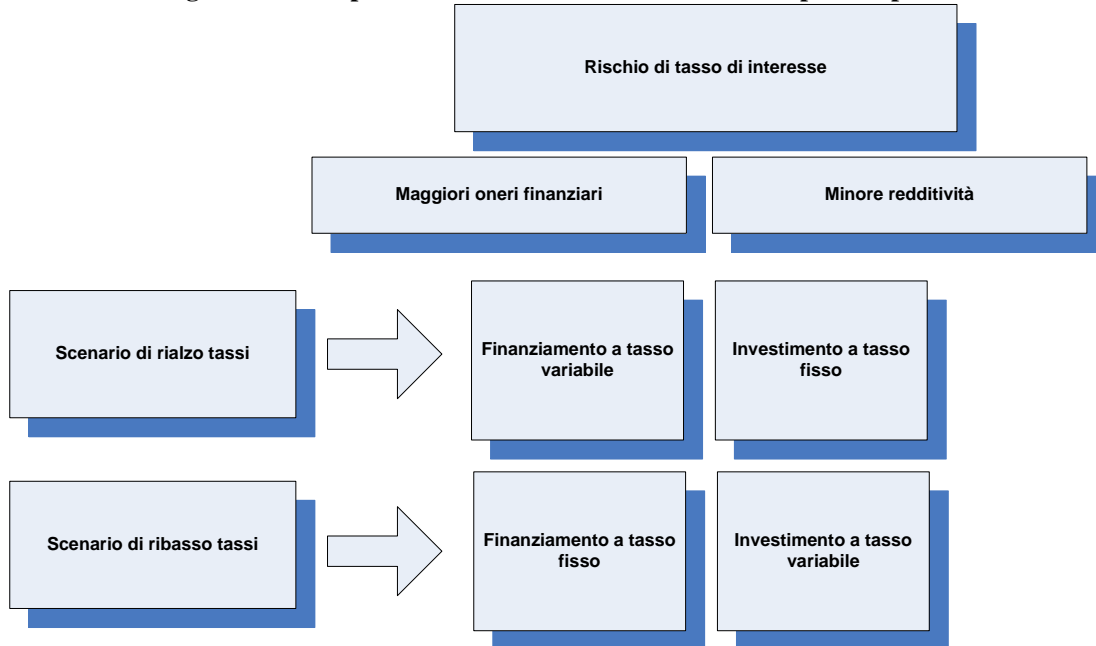 Rischio di tasso di interesse
Maggiori oneri finanziari
Minore redditività
Scenario di rialzo tassi
Finanziamento a tasso
variabile
Investimento a tasso
fisso
Scenario di ribasso tassi
Finanziamento a tasso
fisso
Investimento a tasso
variabile